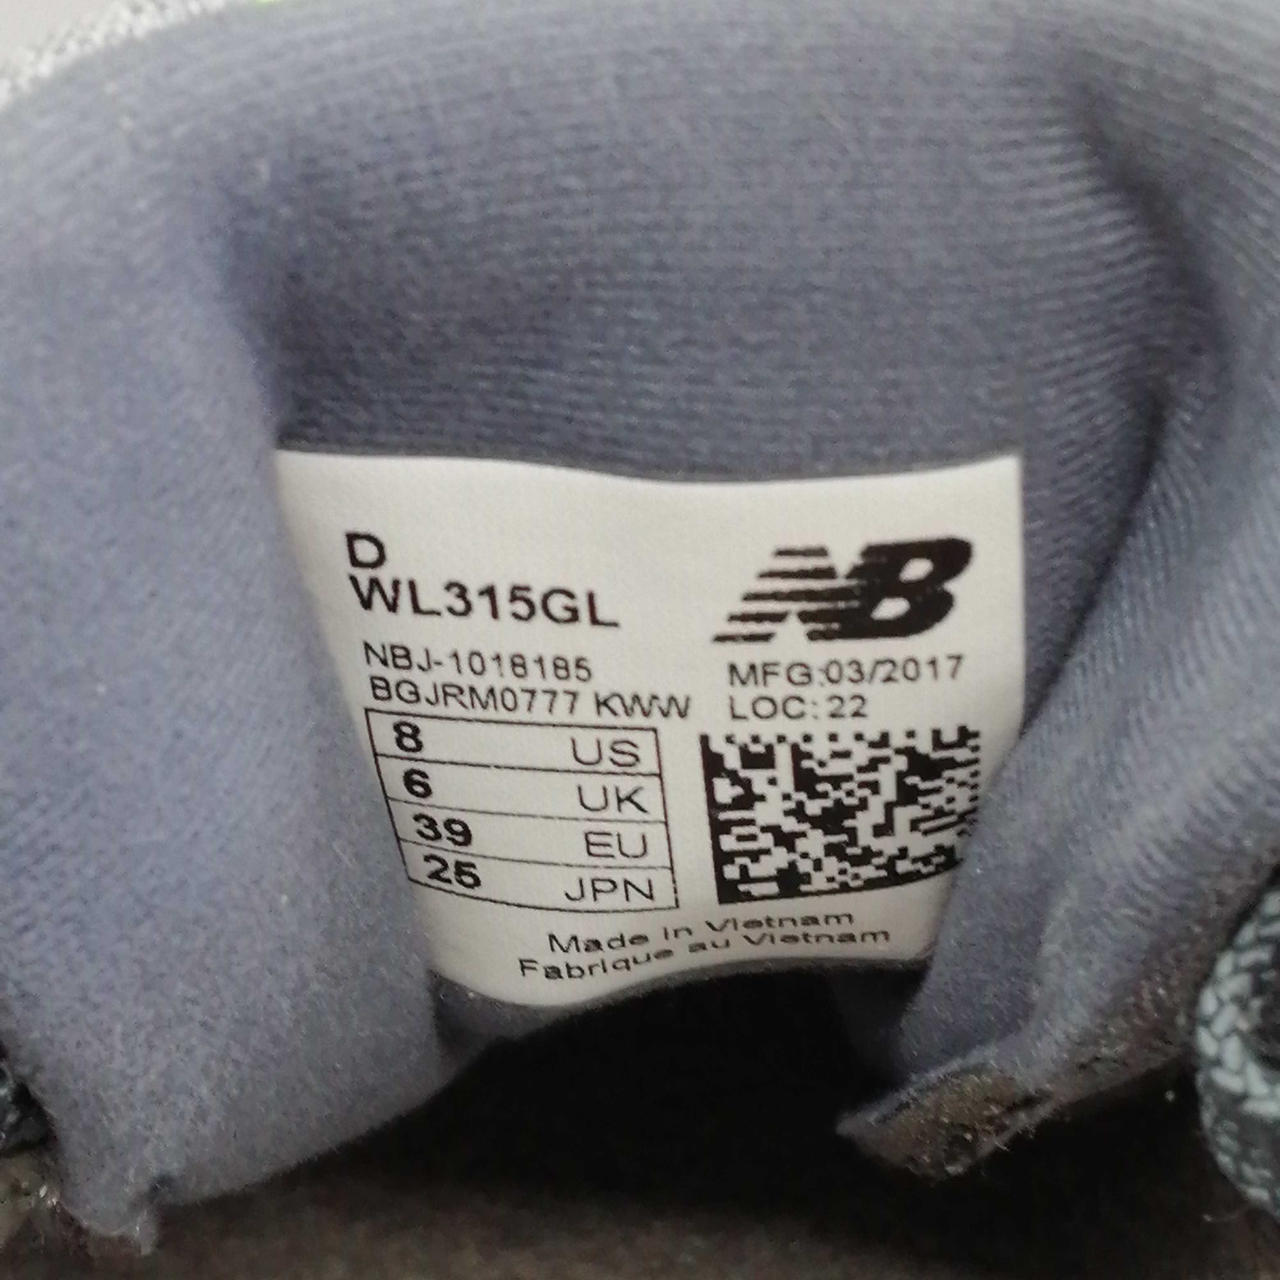 D
WL315GL
NB
NBJ-1018185
BGJRM0777 KWW
MFG:03/2017
LOC:22
8 US
6 UK
39 EU
25 JPN
Made in Vietnam
Fabrique au Vietnam